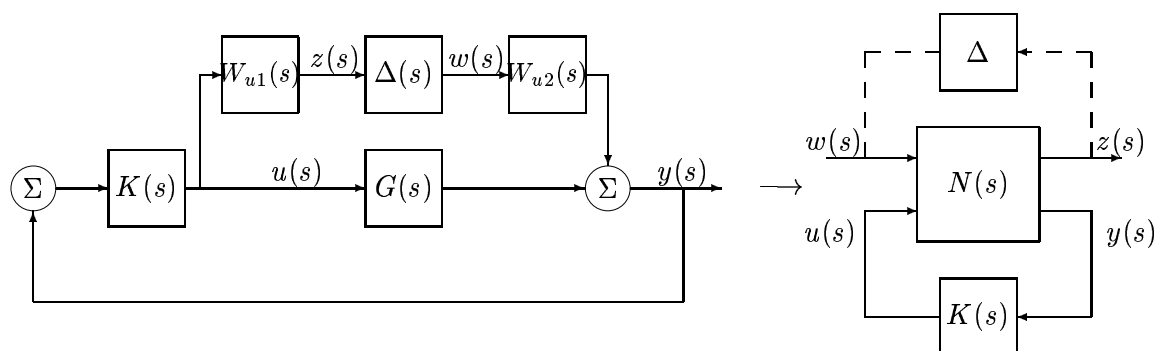 W_{u1}(s) z(s) Δ(s) w(s) W_{u2}(s)
Σ K(s) u(s) G(s) Σ y(s) →
Δ
w(s) z(s)
N(s)
u(s) y(s)
K(s)